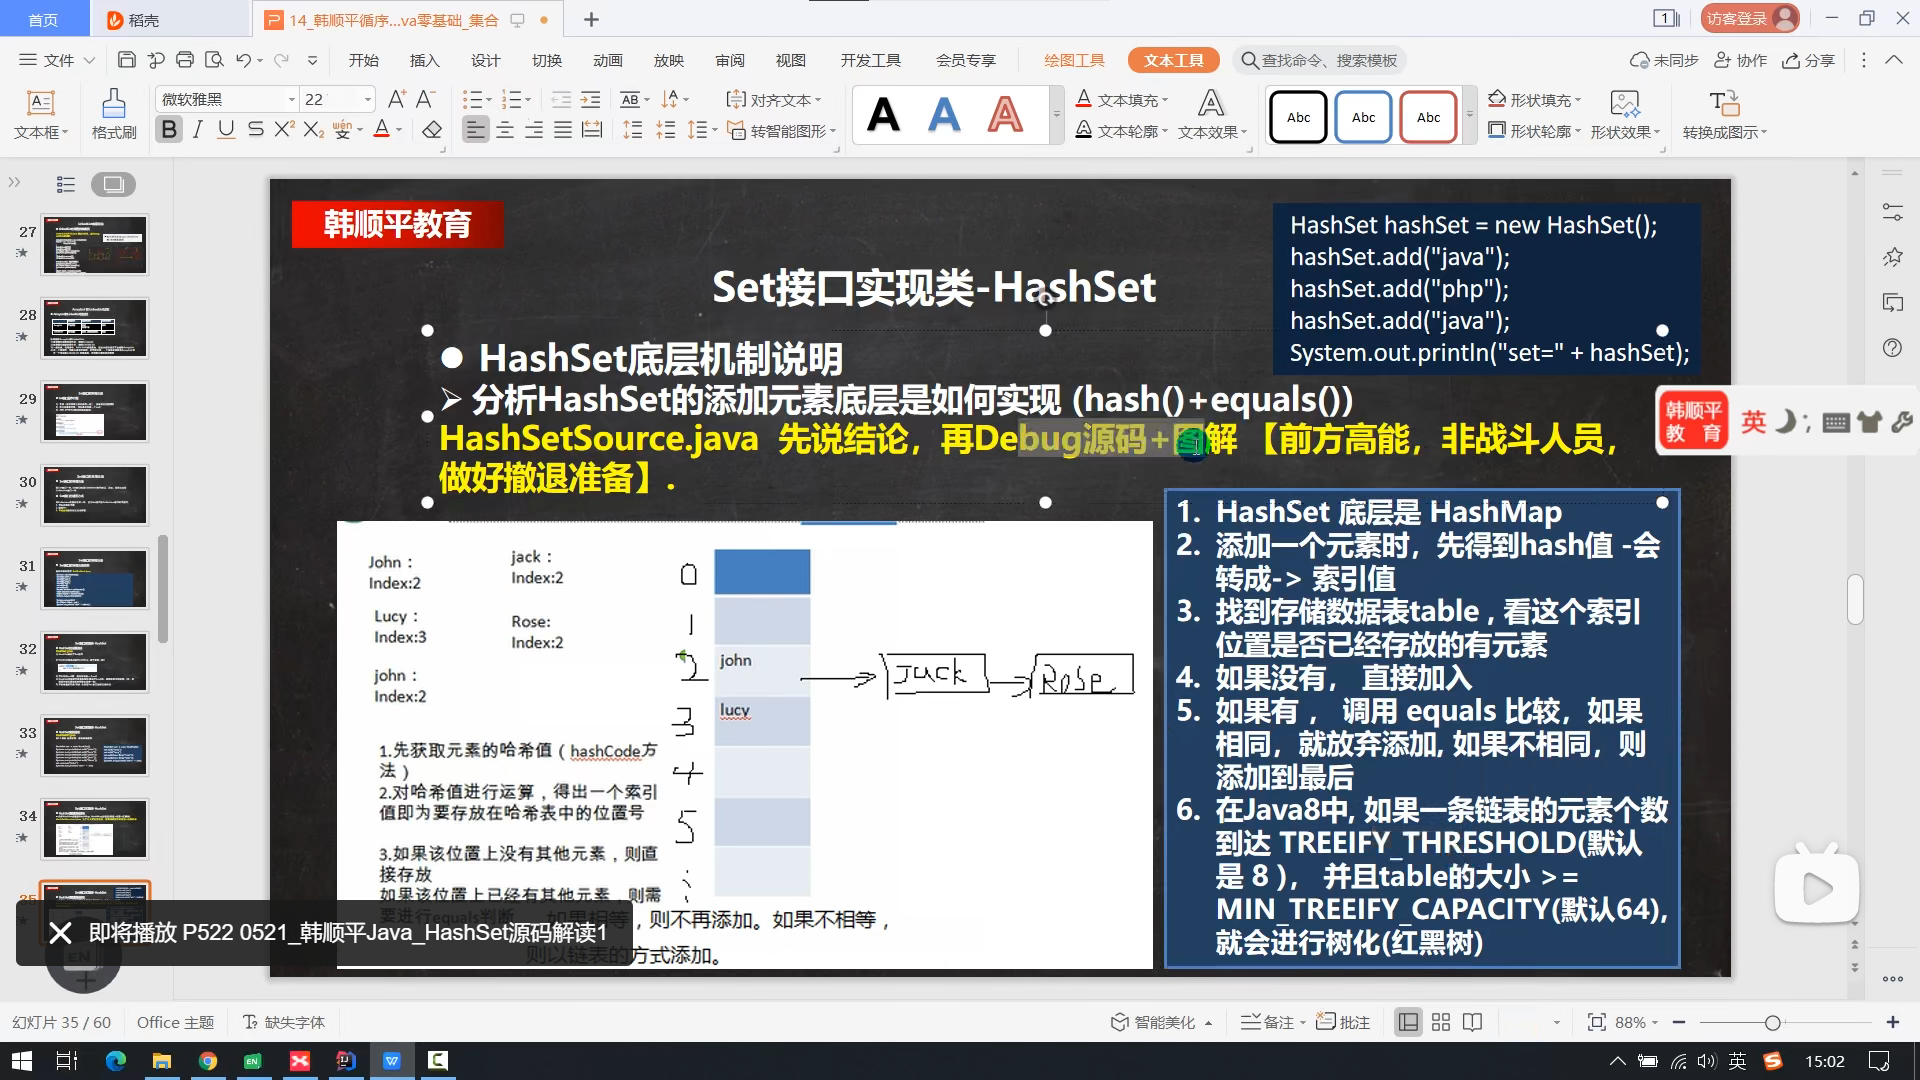 首页
稻壳
14_韩顺平循序...va零基础_集合
1
访客登录
文件
开始
插入
设计
切换
动画
放映
审阅
视图
开发工具
会员专享
绘图工具
文本工具
查找命令、搜索模板
未同步
协作
分享
文本框
格式刷
微软雅黑
22
对齐文本
转智能图形
A A A
文本填充
文本轮廓
文本效果
Abc
Abc
Abc
形状填充
形状轮廓
形状效果
转换成图示
27
28
29
30
31
32
33
34
35
韩顺平教育
Set接口实现类-HashSet
HashSet hashSet = new HashSet();
hashSet.add("java");
hashSet.add("php");
hashSet.add("java");
System.out.println("set=" + hashSet);
HashSet底层机制说明
分析HashSet的添加元素底层是如何实现 (hash()+equals())
HashSetSource.java 先说结论，再Debug源码+图解 【前方高能，非战斗人员，
做好撤退准备】.
韩顺平
教 育
英
John：
Index:2
jack：
Index:2
Lucy：
Index:3
Rose:
Index:2
john：
Index:2
0
1
2
3
4
5
john
lucy
Jack
Rose
1.先获取元素的哈希值（hashCode方
法）
2.对哈希值进行运算，得出一个索引
值即为要存放在哈希表中的位置号
3.如果该位置上没有其他元素，则直
接存放
如果该位置上已经有其他元素，则需
要进行equals判断，如果相等，则不再添加。如果不相等，
则以链表的方式添加。
1. HashSet 底层是 HashMap
2. 添加一个元素时，先得到hash值 -会
转成-> 索引值
3. 找到存储数据表table , 看这个索引
位置是否已经存放的有元素
4. 如果没有， 直接加入
5. 如果有 ， 调用 equals 比较，如果
相同，就放弃添加, 如果不相同，则
添加到最后
6. 在Java8中, 如果一条链表的元素个数
到达 TREEIFY_THRESHOLD(默认
是 8 )， 并且table的大小 >=
MIN_TREEIFY_CAPACITY(默认64),
就会进行树化(红黑树)
即将播放 P522 0521_韩顺平Java_HashSet源码解读1
EN
幻灯片 35 / 60
Office 主题
缺失字体
智能美化
备注
批注
88%
英
15:02